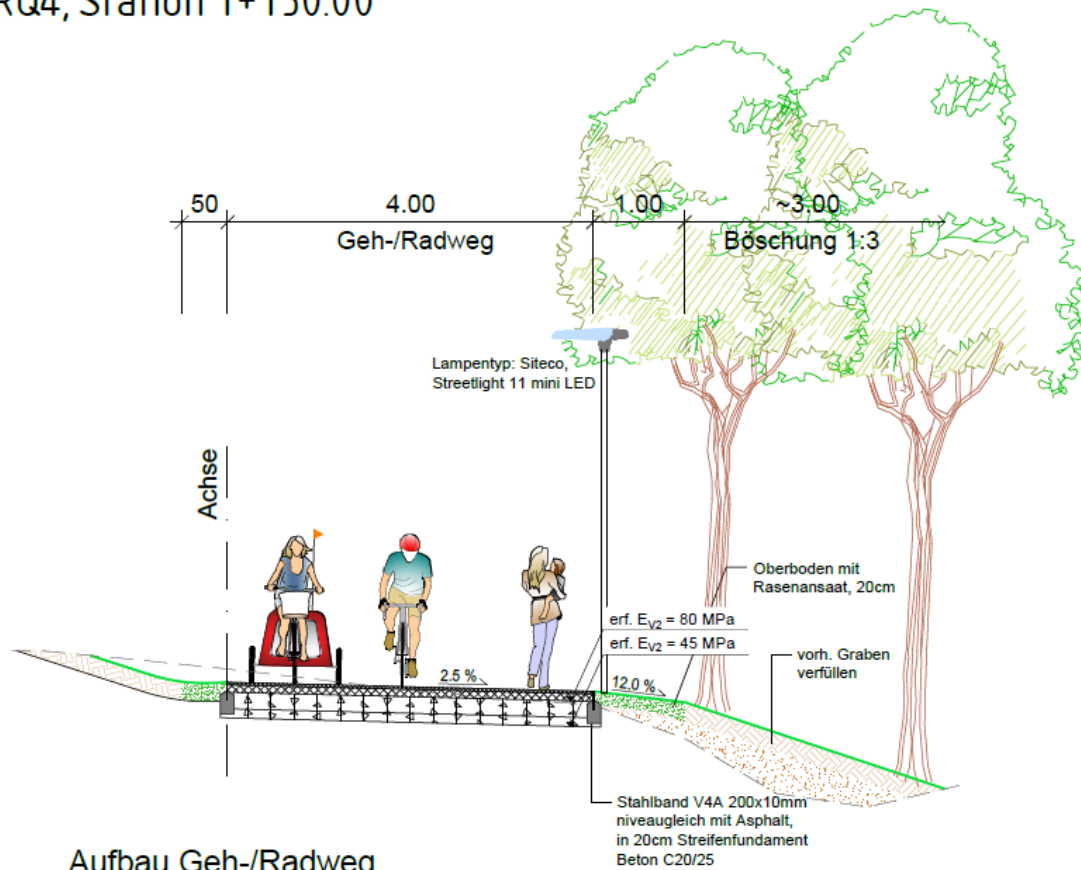 RQ4, Station 1+150.00
50 4.00 1.00 ~3.00
Geh-/Radweg Böschung 1:3
Lampentyp: Siteco,
Streetlight 11 mini LED
Achse
Oberboden mit
Rasenansaat, 20cm
erf. EV2 = 80 MPa
erf. EV2 = 45 MPa
vorh. Graben
verfüllen
2.5 %
12.0 %
Stahlband V4A 200x10mm
niveaugleich mit Asphalt,
in 20cm Streifenfundament
Beton C20/25
Aufbau Geh-/Radweg